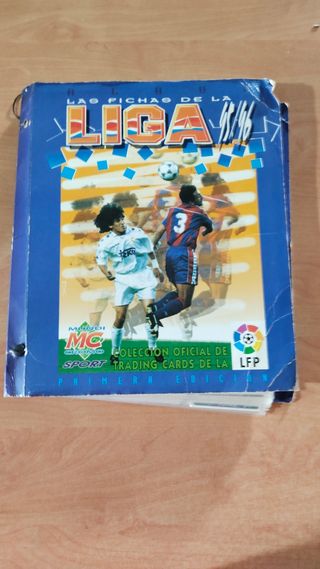 LAS FICHAS DE LA
LIGA 95/96
3
MUNDI
MC
CROMO
SPORT
COLECCION OFICIAL DE
TRADING CARDS DE LA
LFP
PRIMERA EDICION